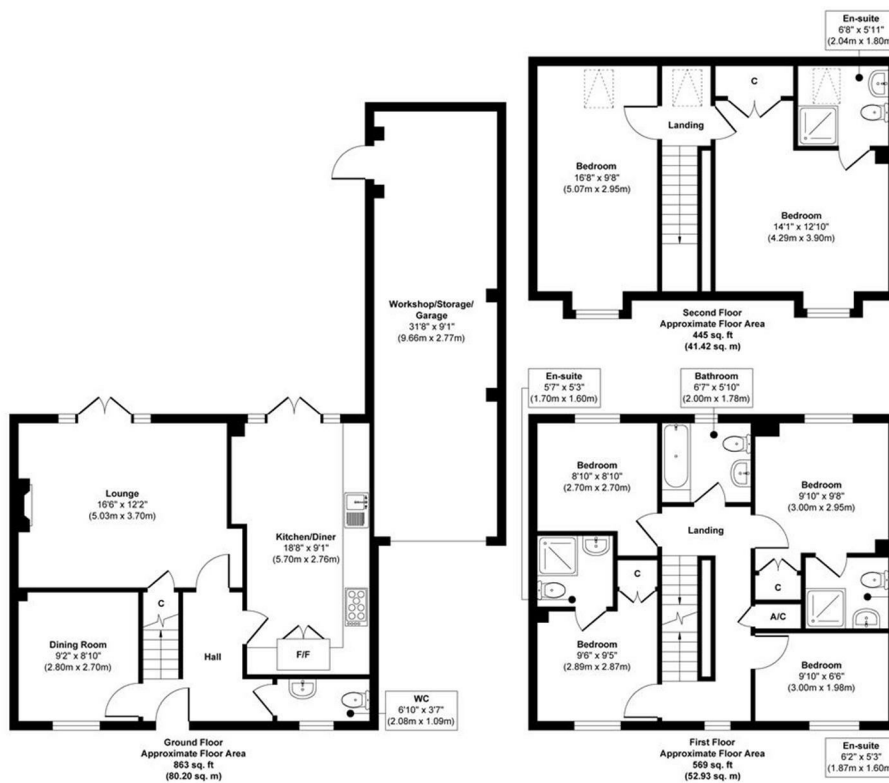 En-suite
6'8" x 5'11"
(2.04m x 1.80m
C
Landing
Bedroom
16'8" x 9'8"
(5.07m x 2.95m)
Bedroom
14'1" x 12'10"
(4.29m x 3.90m)
Second Floor
Approximate Floor Area
445 sq. ft
(41.42 sq. m)
Workshop/Storage/
Garage
31'8" x 9'1"
(9.66m x 2.77m)
Lounge
16'6" x 12'2"
(5.03m x 3.70m)
Kitchen/Diner
18'8" x 9'1"
(5.70m x 2.76m)
C
Dining Room
9'2" x 8'10"
(2.80m x 2.70m)
Hall
F/F
WC
6'10" x 3'7"
(2.08m x 1.09m)
Ground Floor
Approximate Floor Area
863 sq. ft
(80.20 sq. m)
En-suite
5'7" x 5'3"
(1.70m x 1.60m)
Bathroom
6'7" x 5'10"
(2.00m x 1.78m)
Bedroom
8'10" x 8'10"
(2.70m x 2.70m)
Bedroom
9'10" x 9'8"
(3.00m x 2.95m)
Landing
C
C
A/C
Bedroom
9'6" x 9'5"
(2.89m x 2.87m)
Bedroom
9'10" x 6'6"
(3.00m x 1.98m)
First Floor
Approximate Floor Area
569 sq. ft
(52.93 sq. m)
En-suite
6'2" x 5'3"
(1.87m x 1.60m